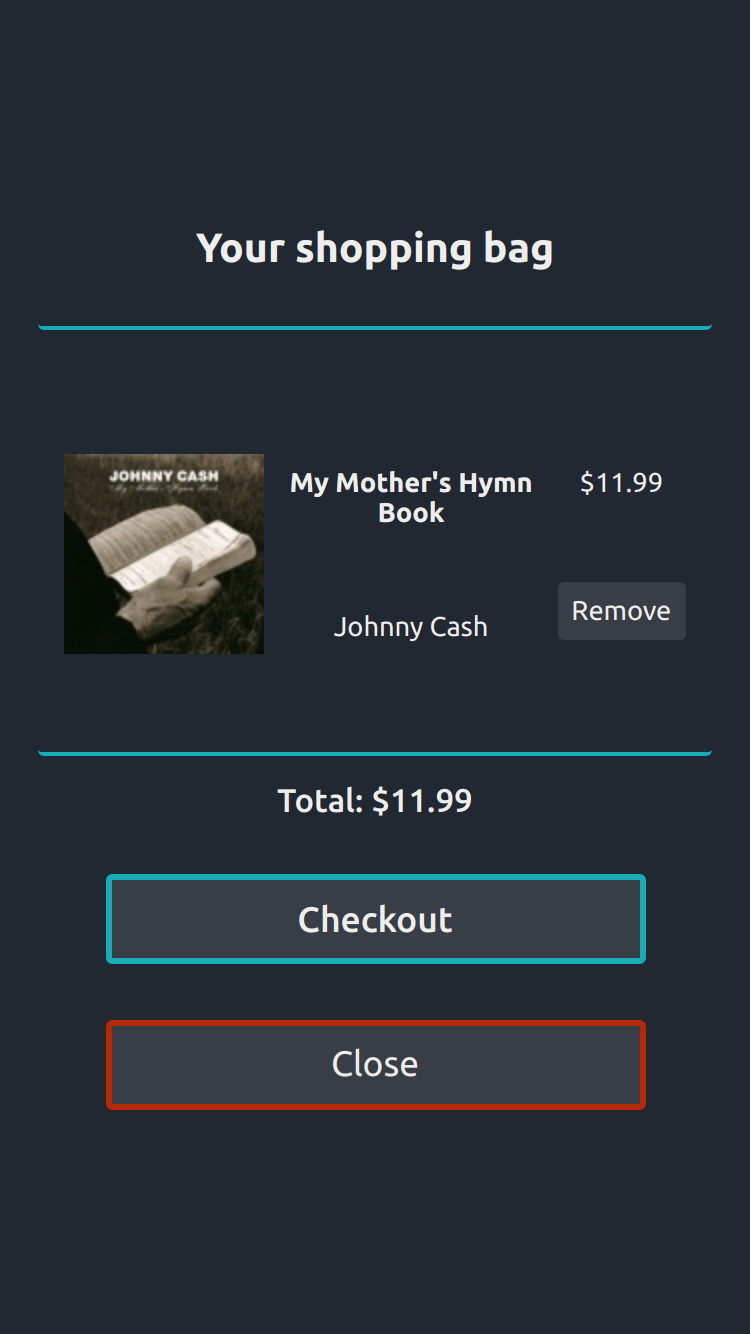 Your shopping bag
JOHNNY CASH
My Mother's Hymn Book
My Mother's Hymn
Book
$11.99
Johnny Cash
Remove
Total: $11.99
Checkout
Close